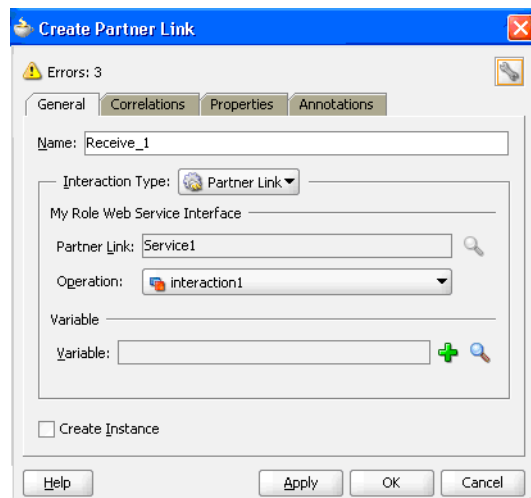 Create Partner Link
Errors: 3
General Correlations Properties Annotations
Name: Receive_1
Interaction Type: Partner Link
My Role Web Service Interface
Partner Link: Service1
Operation: interaction1
Variable
Variable:
Create Instance
Help Apply OK Cancel